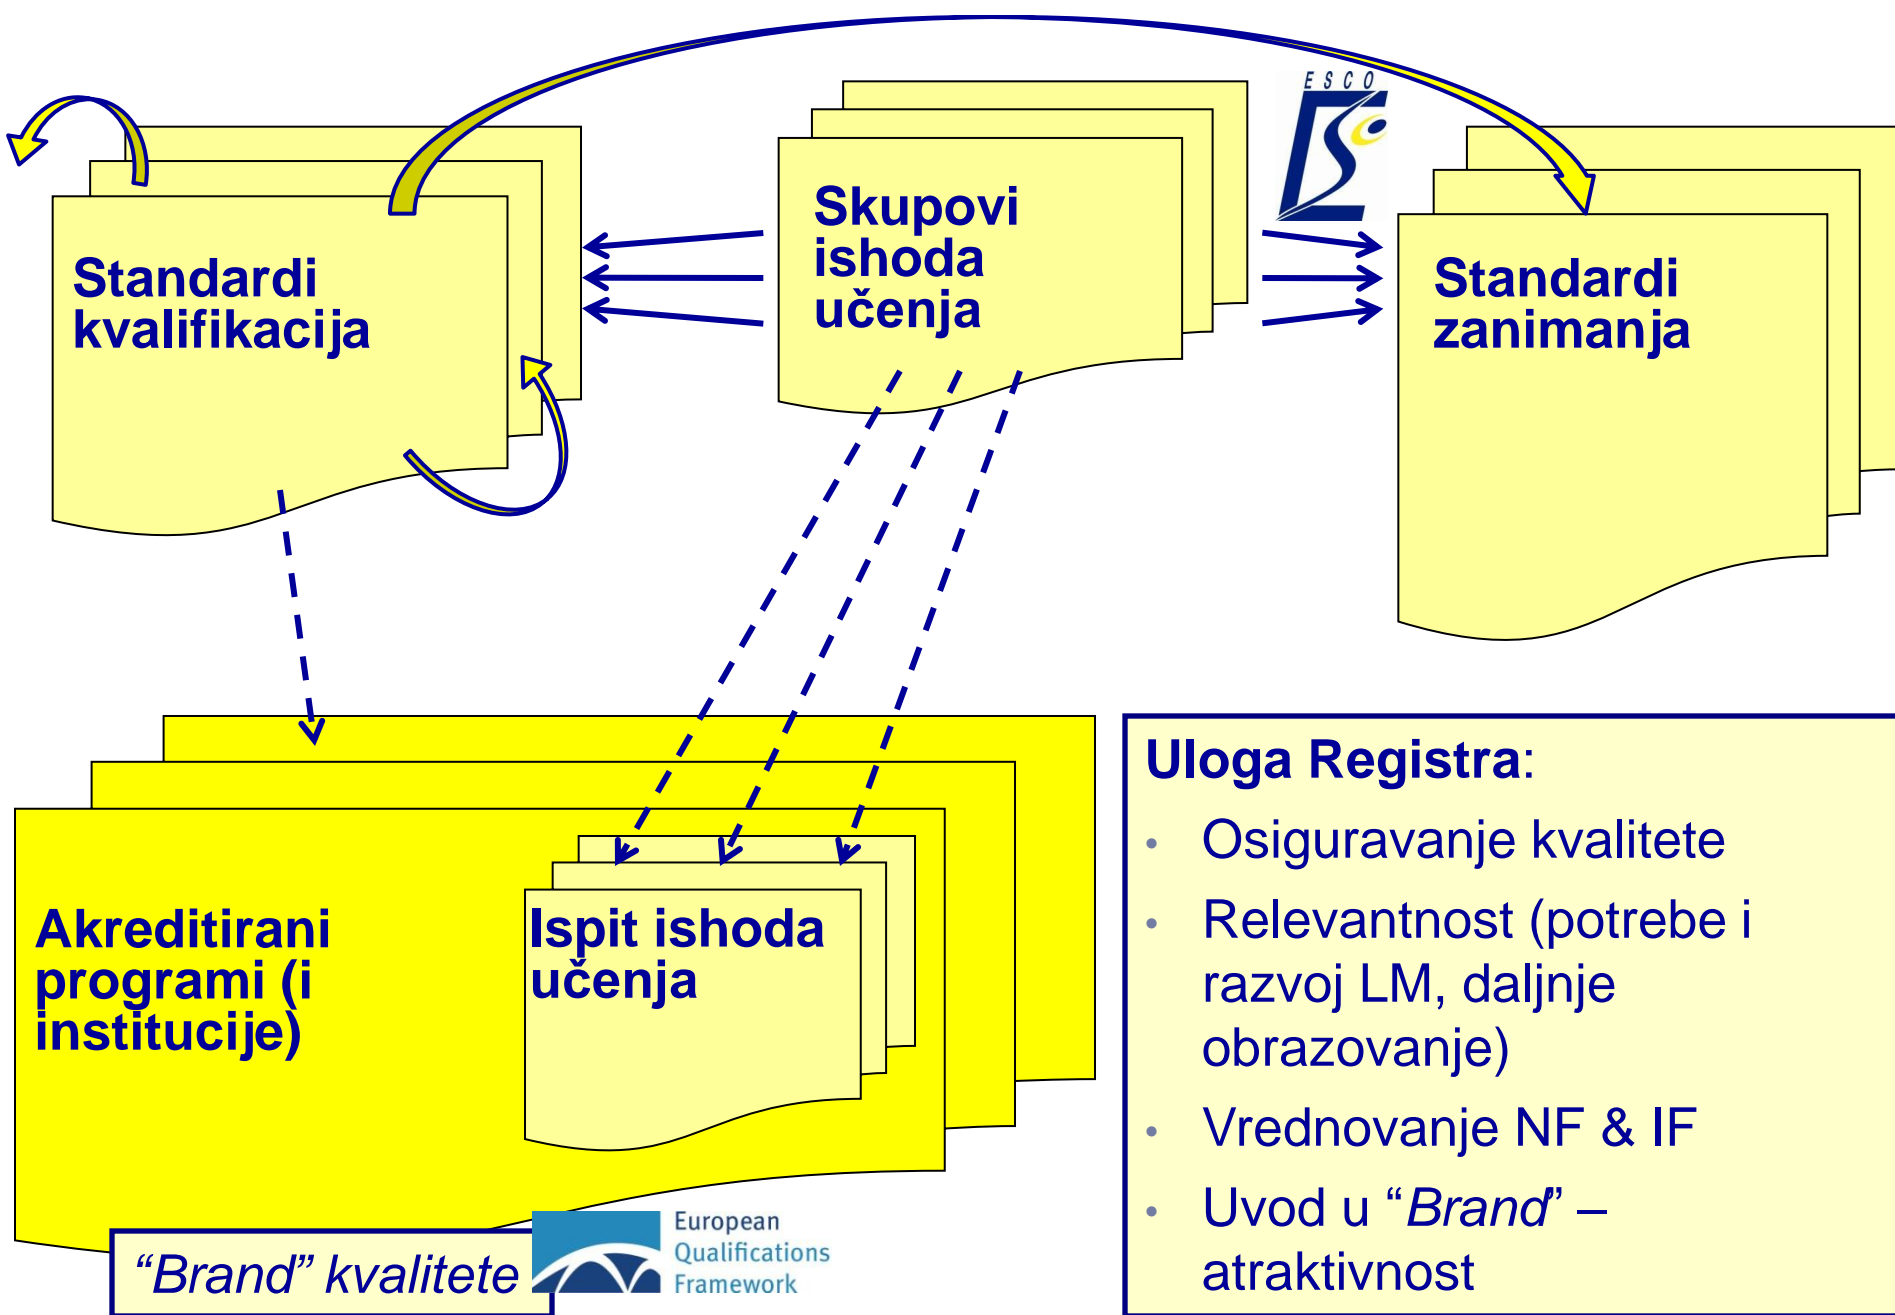 E S C O
Standardi
kvalifikacija
Skupovi
ishoda
učenja
Standardi
zanimanja
Akreditirani
programi (i
institucije)
Ispit ishoda
učenja
Uloga Registra:
• Osiguravanje kvalitete
• Relevantnost (potrebe i
razvoj LM, daljnje
obrazovanje)
• Vrednovanje NF & IF
• Uvod u “Brand” –
atraktivnost
“Brand” kvalitete
European
Qualifications
Framework